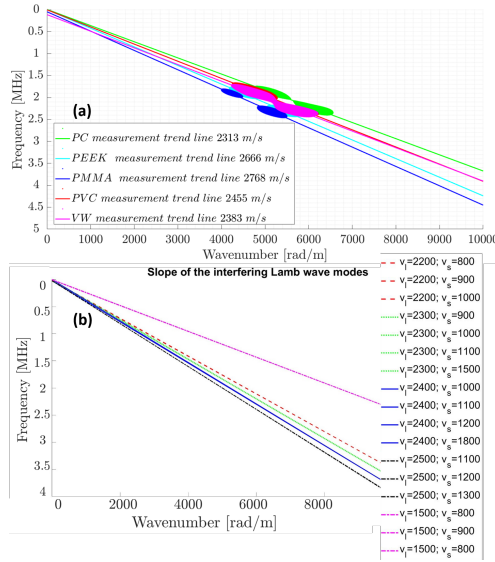 0
0.5
1
1.5
2
2.5
3
3.5
4
4.5
5
Frequency [MHz]
(a)
PC measurement trend line 2313 m/s
PEEK measurement trend line 2666 m/s
PMMA measurement trend line 2768 m/s
PVC measurement trend line 2455 m/s
VW measurement trend line 2383 m/s
0 1000 2000 3000 4000 5000 6000 7000 8000 9000 10000
Wavenumber [rad/m]
Slope of the interfering Lamb wave modes
(b)
0
0.5
1
1.5
2
2.5
3
3.5
4
Frequency [MHz]
0 2000 4000 6000 8000
Wavenumber [rad/m]
v_l=2200; v_s=800
v_l=2200; v_s=900
v_l=2200; v_s=1000
v_l=2300; v_s=900
v_l=2300; v_s=1000
v_l=2300; v_s=1100
v_l=2300; v_s=1500
v_l=2400; v_s=1000
v_l=2400; v_s=1100
v_l=2400; v_s=1200
v_l=2400; v_s=1800
v_l=2500; v_s=1100
v_l=2500; v_s=1200
v_l=2500; v_s=1300
v_l=1500; v_s=800
v_l=1500; v_s=900
v_l=1500; v_s=800